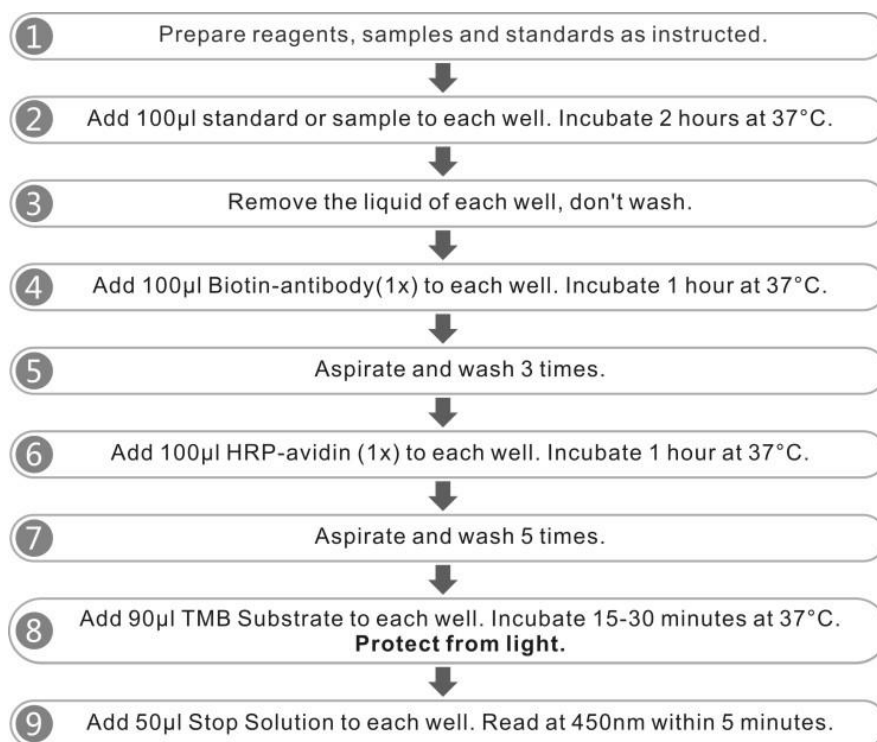 1 Prepare reagents, samples and standards as instructed.
2 Add 100μl standard or sample to each well. Incubate 2 hours at 37°C.
3 Remove the liquid of each well, don't wash.
4 Add 100μl Biotin-antibody(1x) to each well. Incubate 1 hour at 37°C.
5 Aspirate and wash 3 times.
6 Add 100μl HRP-avidin (1x) to each well. Incubate 1 hour at 37°C.
7 Aspirate and wash 5 times.
8 Add 90μl TMB Substrate to each well. Incubate 15-30 minutes at 37°C.
Protect from light.
9 Add 50μl Stop Solution to each well. Read at 450nm within 5 minutes.